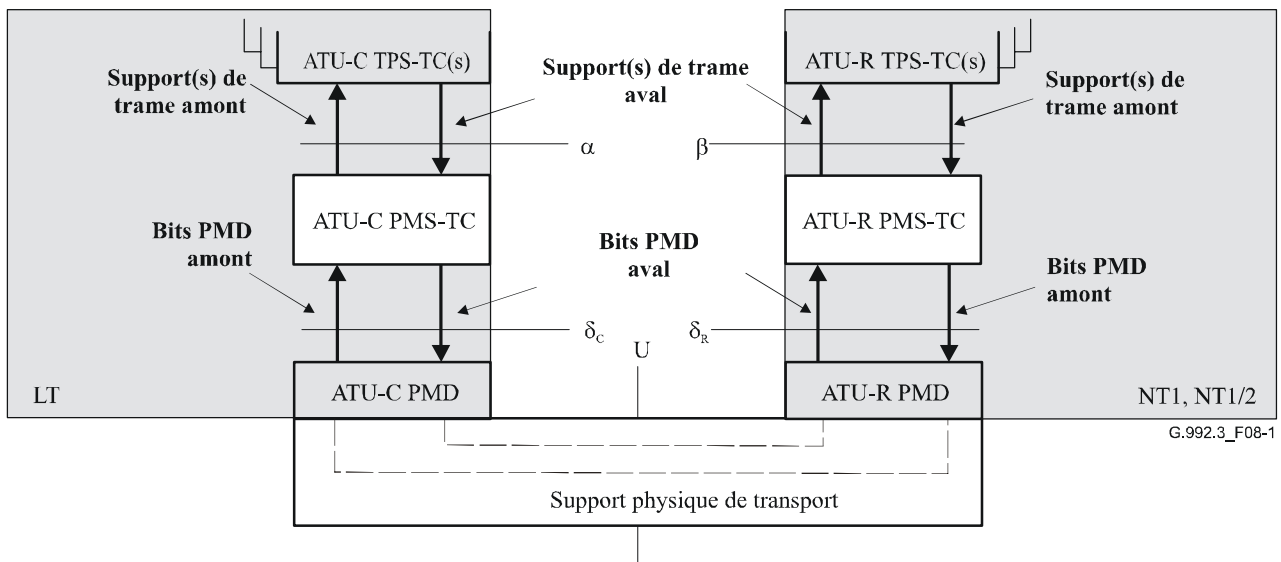 ATU-C TPS-TC(s)
ATU-R TPS-TC(s)
Support(s) de
trame amont
Support(s) de trame
aval
Support(s) de
trame amont
α
β
ATU-C PMS-TC
ATU-R PMS-TC
Bits PMD
amont
Bits PMD
aval
Bits PMD
amont
δC
δR
U
LT
ATU-C PMD
ATU-R PMD
NT1, NT1/2
G.992.3_F08-1
Support physique de transport